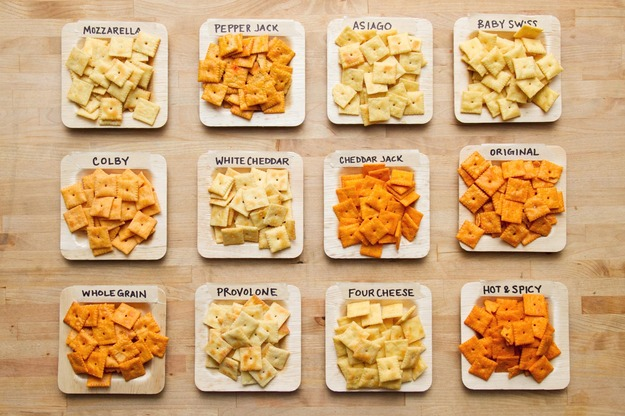 MOZZARELLA
PEPPER JACK
ASIAGO
BABY SWISS
COLBY
WHITE CHEDDAR
CHEDDAR JACK
ORIGINAL
WHOLE GRAIN
PROVOLONE
FOUR CHEESE
HOT & SPICY